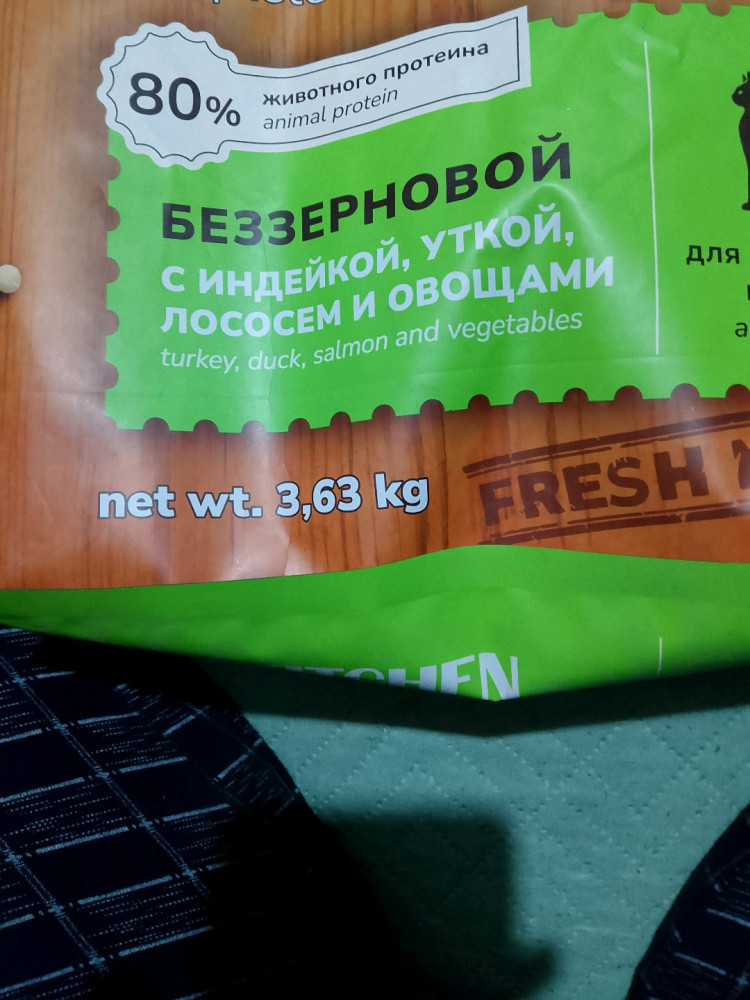 80%
животного протеина
animal protein
БЕЗЗЕРНОВОЙ
С ИНДЕЙКОЙ, УТКОЙ,
ЛОСОСЕМ И ОВОЩАМИ
turkey, duck, salmon and vegetables
для
net wt. 3,63 kg
FRESH